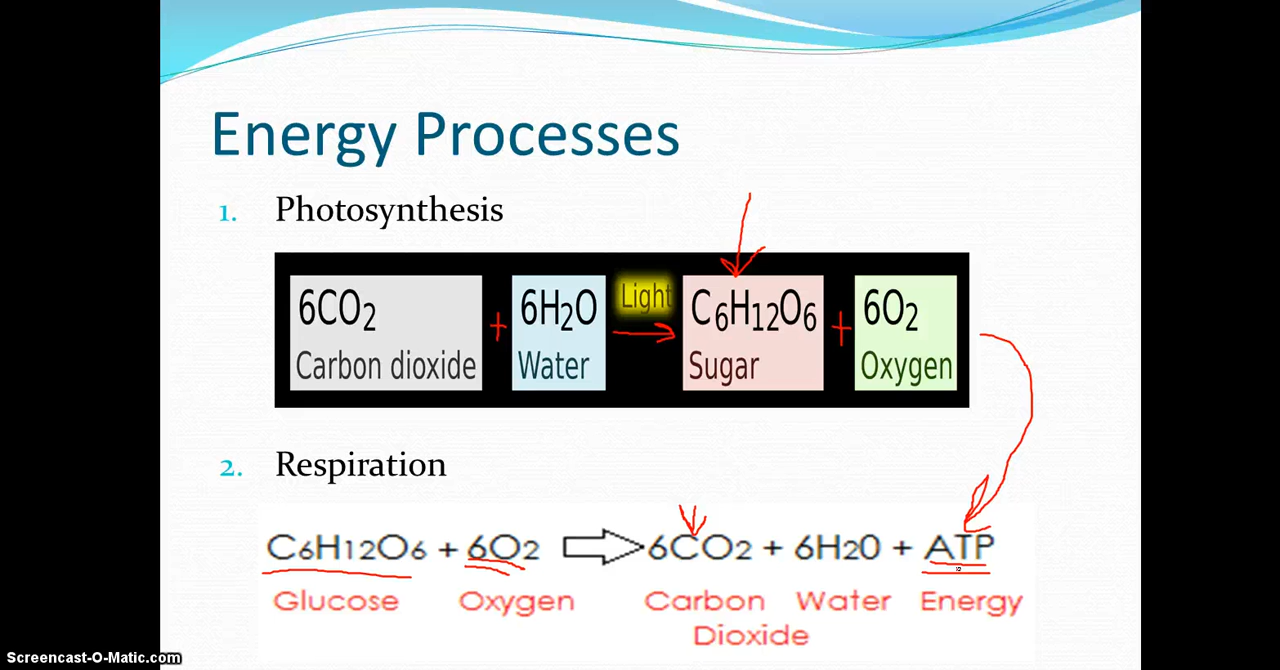 Energy Processes
1. Photosynthesis
6CO2 + 6H2O Light → C6H12O6 + 6O2
Carbon dioxide Water Sugar Oxygen
2. Respiration
C6H12O6 + 6O2 ⇨ 6CO2 + 6H20 + ATP
Glucose Oxygen Carbon Water Energy
Dioxide
Screencast-O-Matic.com